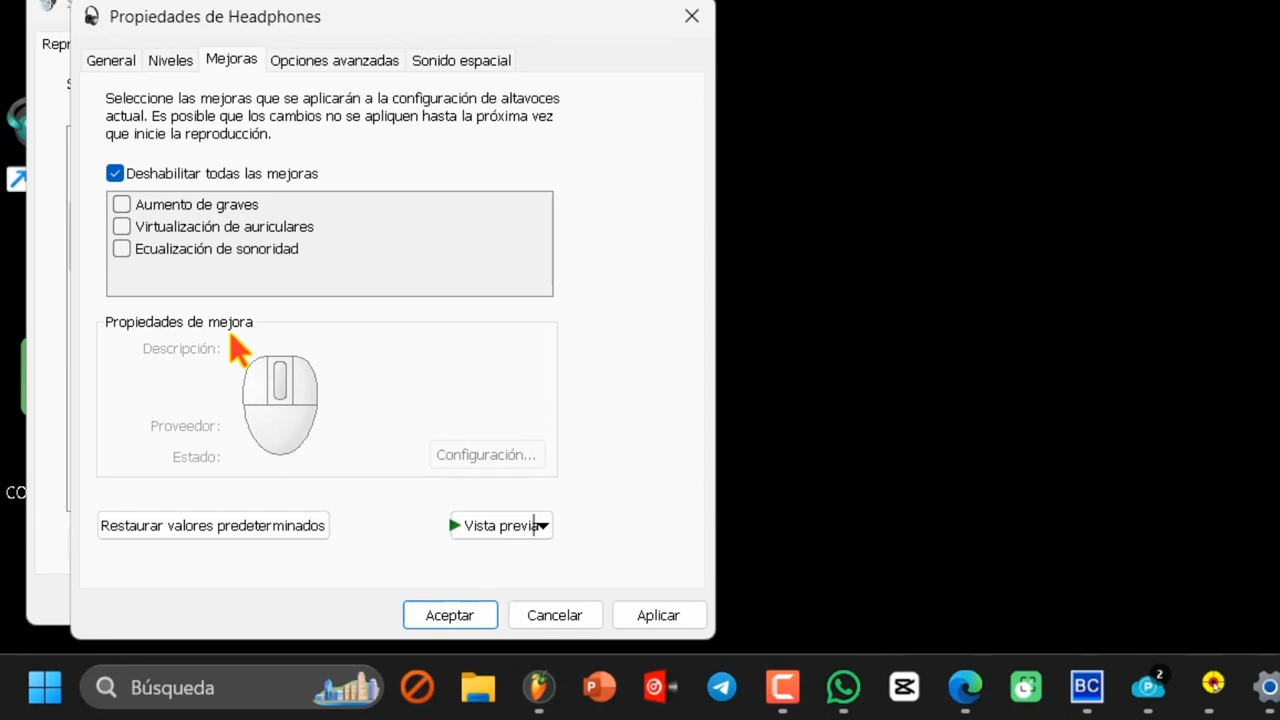 Propiedades de Headphones
Repr
General Niveles Mejoras Opciones avanzadas Sonido espacial
Seleccione las mejoras que se aplicarán a la configuración de altavoces
actual. Es posible que los cambios no se apliquen hasta la próxima vez
que inicie la reproducción.
Deshabilitar todas las mejoras
Aumento de graves
Virtualización de auriculares
Ecualización de sonoridad
Propiedades de mejora
Descripción:
Proveedor:
Estado:
Configuración...
CO
Restaurar valores predeterminados
Vista previa
Aceptar Cancelar Aplicar
Búsqueda
BC
2